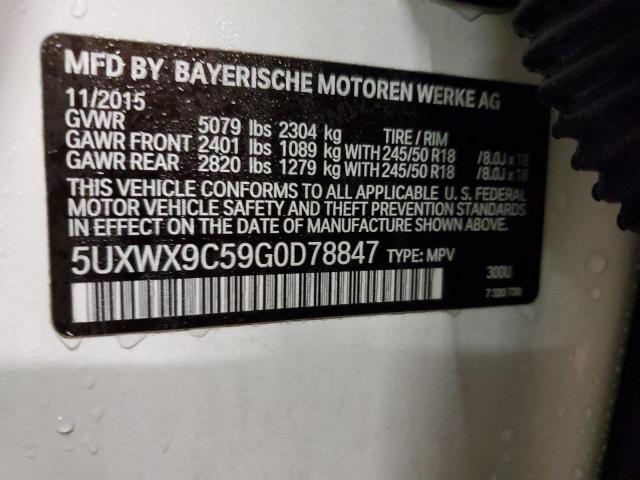 MFD BY BAYERISCHE MOTOREN WERKE AG
11/2015
GVWR 5079 lbs 2304 kg TIRE / RIM
GAWR FRONT 2401 lbs 1089 kg WITH 245/50 R18 /8.0J x 18
GAWR REAR 2820 lbs 1279 kg WITH 245/50 R18 /8.0J x 18
THIS VEHICLE CONFORMS TO ALL APPLICABLE U. S. FEDERAL
MOTOR VEHICLE SAFETY AND THEFT PREVENTION STANDARDS
IN EFFECT ON THE DATE OF MANUFACTURE SHOWN ABOVE.
5UXWX9C59G0D78847 TYPE: MPV
300U
7 320 730